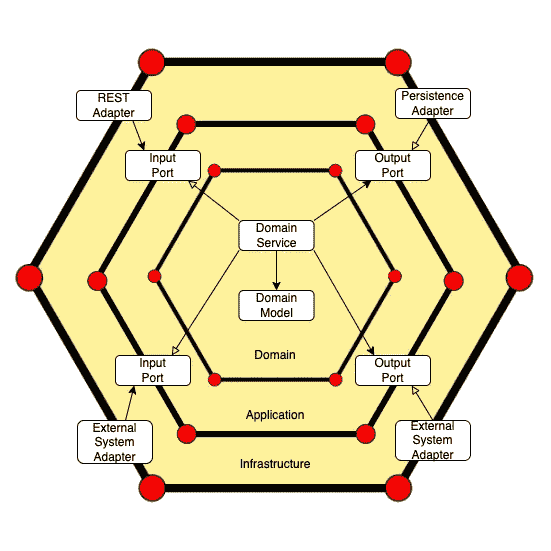 REST
Adapter
Persistence
Adapter
Input
Port
Output
Port
Domain
Service
Domain
Model
Domain
Input
Port
Output
Port
Application
External
System
Adapter
External
System
Adapter
Infrastructure